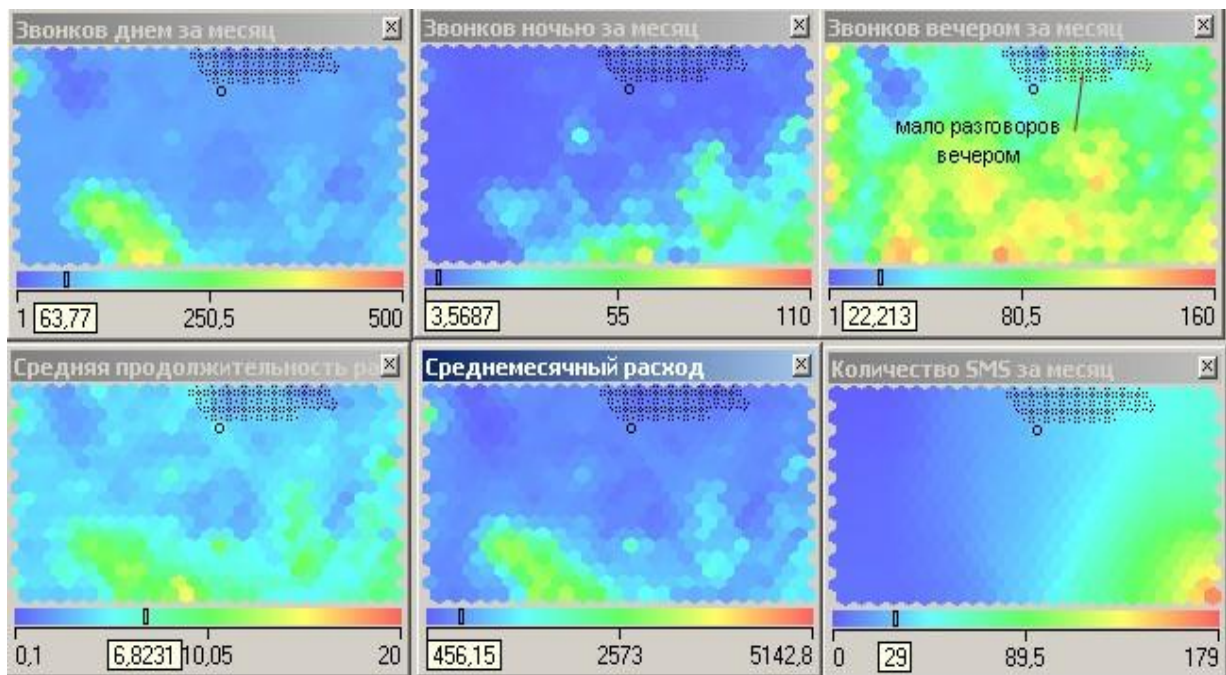 Звонков днем за месяц
Звонков ночью за месяц
Звонков вечером за месяц
мало разговоров
вечером
1 63,77 250,5 500
3,5687 55 110
1 22,213 80,5 160
Средняя продолжительность ра
Среднемесячный расход
Количество SMS за месяц
0,1 6,8231 10,05 20
456,15 2573 5142,8
0 29 89,5 179